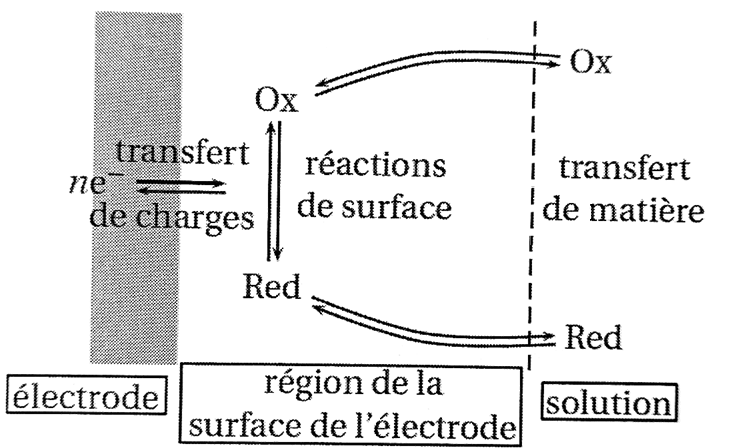 Ox
Ox
transfert
réactions
transfert
ne⁻
de charges
de surface
de matière
Red
Red
électrode
région de la
surface de l'électrode
solution